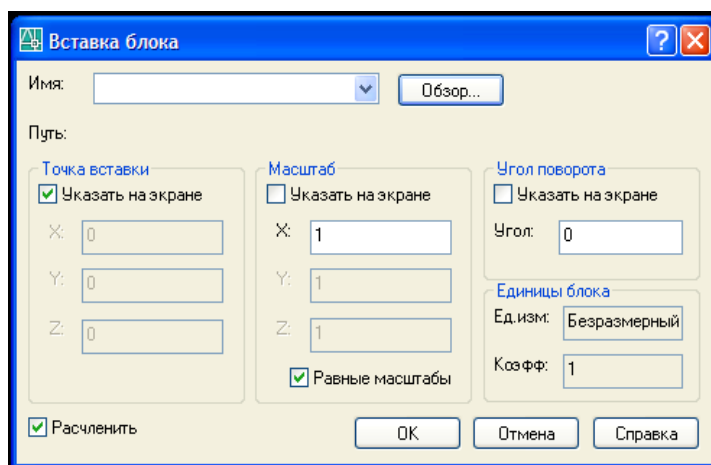 Вставка блока
Имя:
Обзор...
Путь:
Точка вставки
Указать на экране
X: 0
Y: 0
Z: 0
Масштаб
Указать на экране
X: 1
Y: 1
Z: 1
Равные масштабы
Угол поворота
Указать на экране
Угол: 0
Единицы блока
Ед.изм: Безразмерный
Коэфф: 1
Расчленить
OK
Отмена
Справка